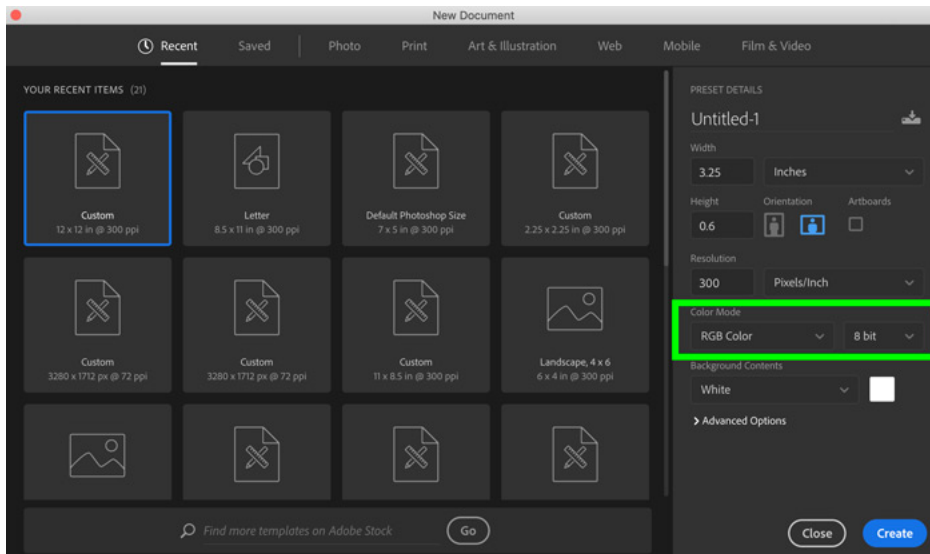 New Document
Recent Saved Photo Print Art & Illustration Web Mobile Film & Video
YOUR RECENT ITEMS (21)
Custom
12 x 12 in @ 300 ppi
Letter
8.5 x 11 in @ 300 ppi
Default Photoshop Size
7 x 5 in @ 300 ppi
Custom
2.25 x 2.25 in @ 300 ppi
Custom
3280 x 1712 px @ 72 ppi
Custom
3280 x 1712 px @ 72 ppi
Custom
11 x 8.5 in @ 300 ppi
Landscape, 4 x 6
6 x 4 in @ 300 ppi
Find more templates on Adobe Stock Go
PRESET DETAILS
Untitled-1
Width
3.25 Inches
Height Orientation Artboards
0.6
Resolution
300 Pixels/Inch
Color Mode
RGB Color 8 bit
Background Contents
White
Advanced Options
Close Create